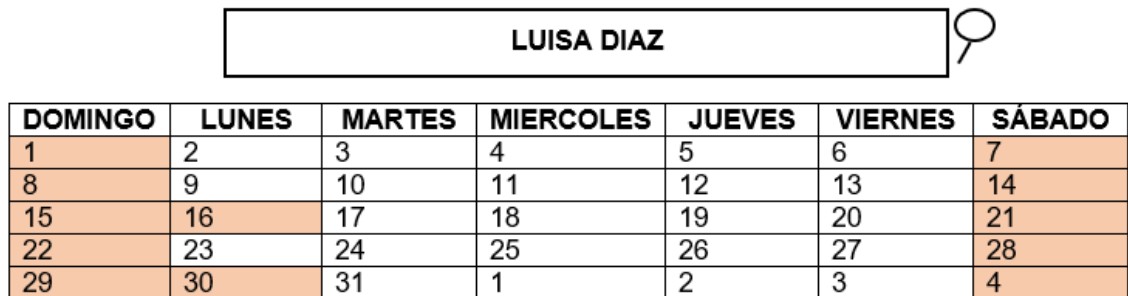 LUISA DIAZ
DOMINGO LUNES MARTES MIERCOLES JUEVES VIERNES SÁBADO
1 2 3 4 5 6 7
8 9 10 11 12 13 14
15 16 17 18 19 20 21
22 23 24 25 26 27 28
29 30 31 1 2 3 4